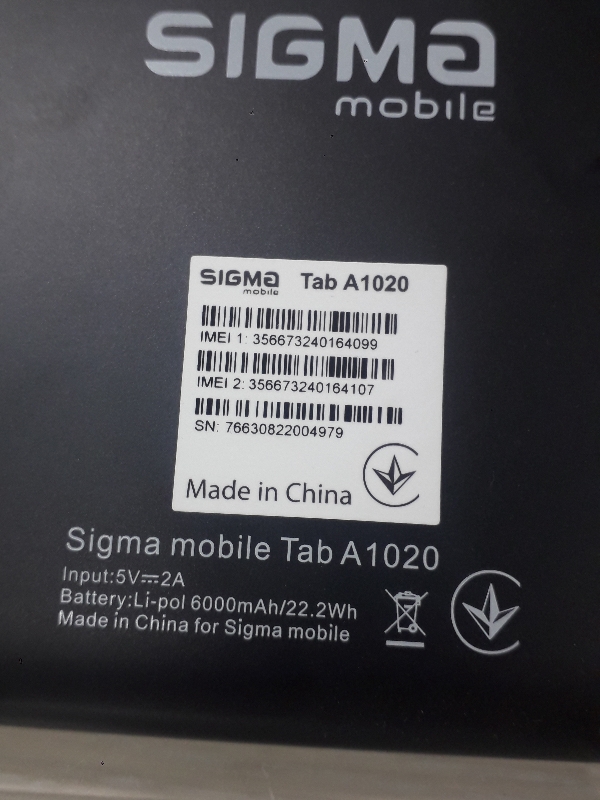 SIGMA
mobile
SIGMA mobile Tab A1020
IMEI 1: 356673240164099
IMEI 2: 356673240164107
SN: 76630822004979
Made in China
Sigma mobile Tab A1020
Input:5V⎓2A
Battery:Li-pol 6000mAh/22.2Wh
Made in China for Sigma mobile